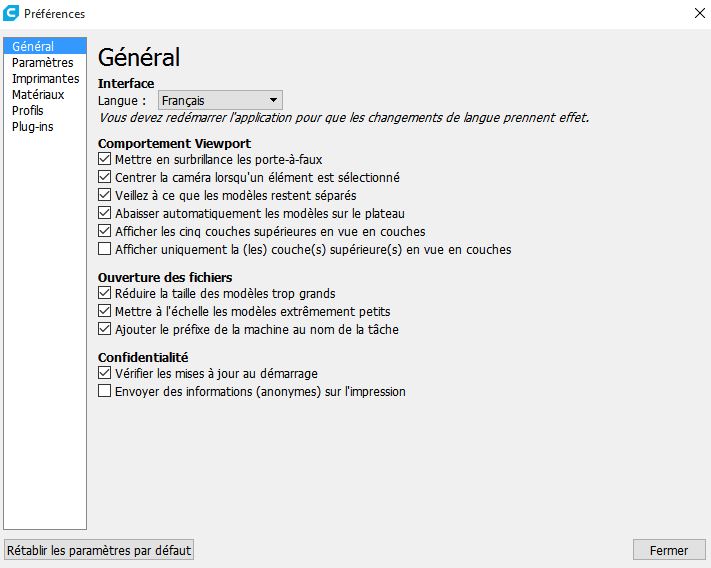 Préférences
Général
Paramètres
Imprimantes
Matériaux
Profils
Plug-ins
Général
Interface
Langue : Français
Vous devez redémarrer l'application pour que les changements de langue prennent effet.
Comportement Viewport
Mettre en surbrillance les porte-à-faux
Centrer la caméra lorsqu'un élément est sélectionné
Veillez à ce que les modèles restent séparés
Abaisser automatiquement les modèles sur le plateau
Afficher les cinq couches supérieures en vue en couches
Afficher uniquement la (les) couche(s) supérieure(s) en vue en couches
Ouverture des fichiers
Réduire la taille des modèles trop grands
Mettre à l'échelle les modèles extrêmement petits
Ajouter le préfixe de la machine au nom de la tâche
Confidentialité
Vérifier les mises à jour au démarrage
Envoyer des informations (anonymes) sur l'impression
Rétablir les paramètres par défaut
Fermer